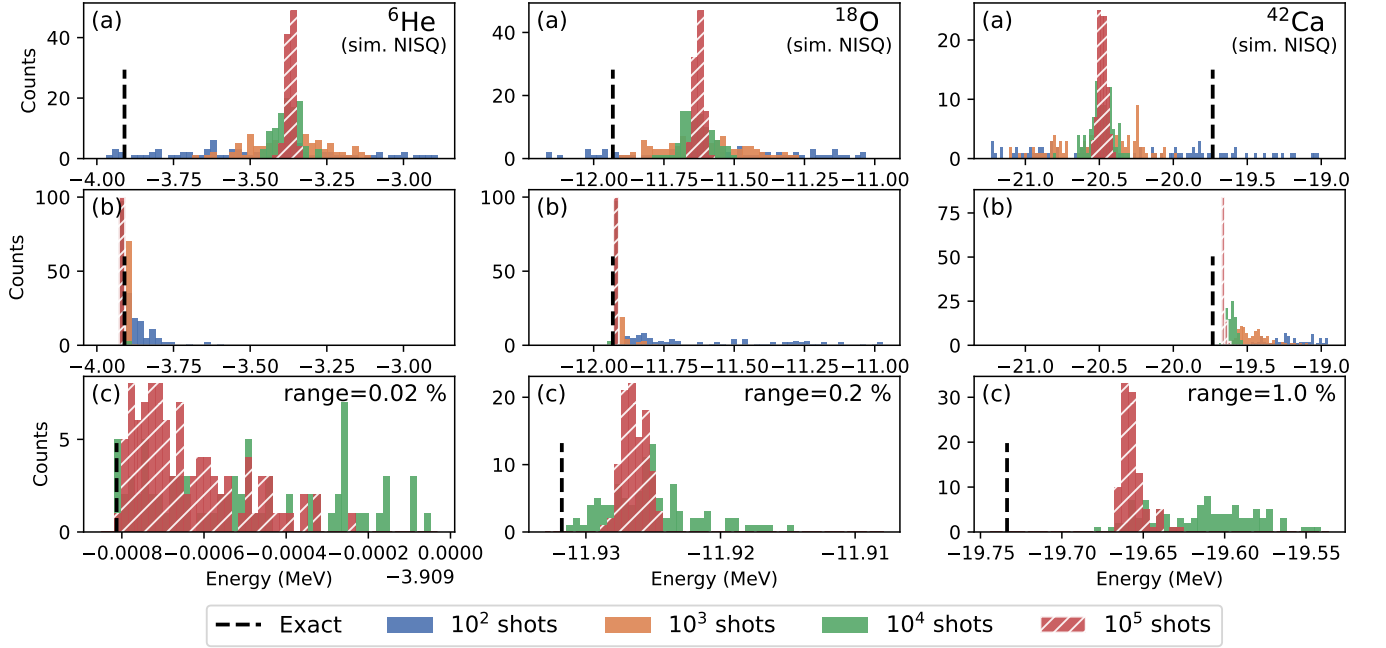 (a) ⁶He (a) ¹⁸O (a) ⁴²Ca
(sim. NISQ) (sim. NISQ) (sim. NISQ)
Counts
40
20
0
40
20
0
20
10
0
−4.00 −3.75 −3.50 −3.25 −3.00
−12.00 −11.75 −11.50 −11.25 −11.00
−21.0 −20.5 −20.0 −19.5 −19.0
(b) (b) (b)
Counts
100
50
0
100
50
0
75
50
25
0
−4.00 −3.75 −3.50 −3.25 −3.00
−12.00 −11.75 −11.50 −11.25 −11.00
−21.0 −20.5 −20.0 −19.5 −19.0
(c) range=0.02 % (c) range=0.2 % (c) range=1.0 %
Counts
5
0
20
10
0
30
20
10
0
−0.0008 −0.0006 −0.0004 −0.0002 0.0000
−11.93 −11.92 −11.91
−19.75 −19.70 −19.65 −19.60 −19.55
Energy (MeV) −3.909 Energy (MeV) Energy (MeV)
Exact 10² shots 10³ shots 10⁴ shots 10⁵ shots